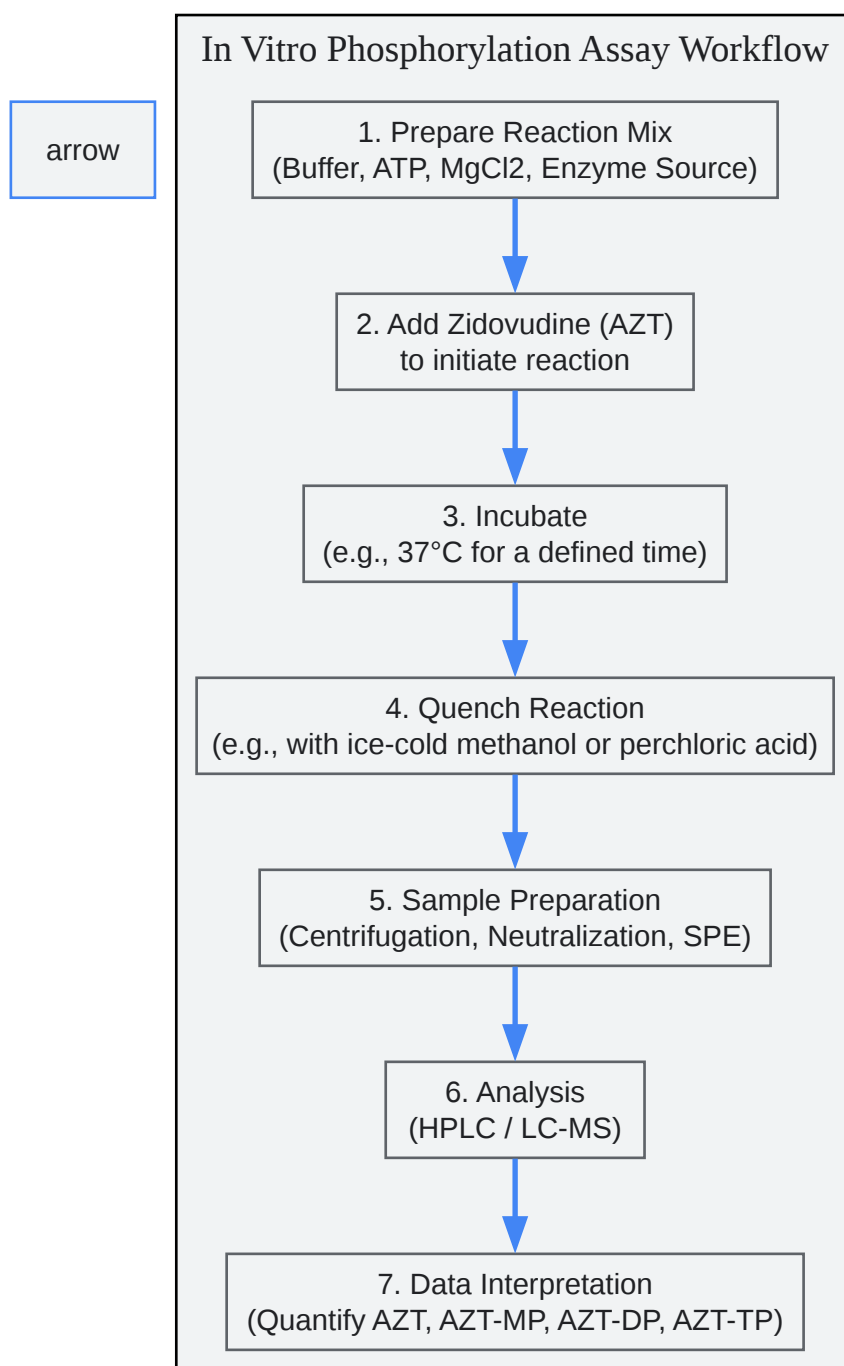 In Vitro Phosphorylation Assay Workflow
arrow
1. Prepare Reaction Mix
(Buffer, ATP, MgCl2, Enzyme Source)
2. Add Zidovudine (AZT)
to initiate reaction
3. Incubate
(e.g., 37°C for a defined time)
4. Quench Reaction
(e.g., with ice-cold methanol or perchloric acid)
5. Sample Preparation
(Centrifugation, Neutralization, SPE)
6. Analysis
(HPLC / LC-MS)
7. Data Interpretation
(Quantify AZT, AZT-MP, AZT-DP, AZT-TP)